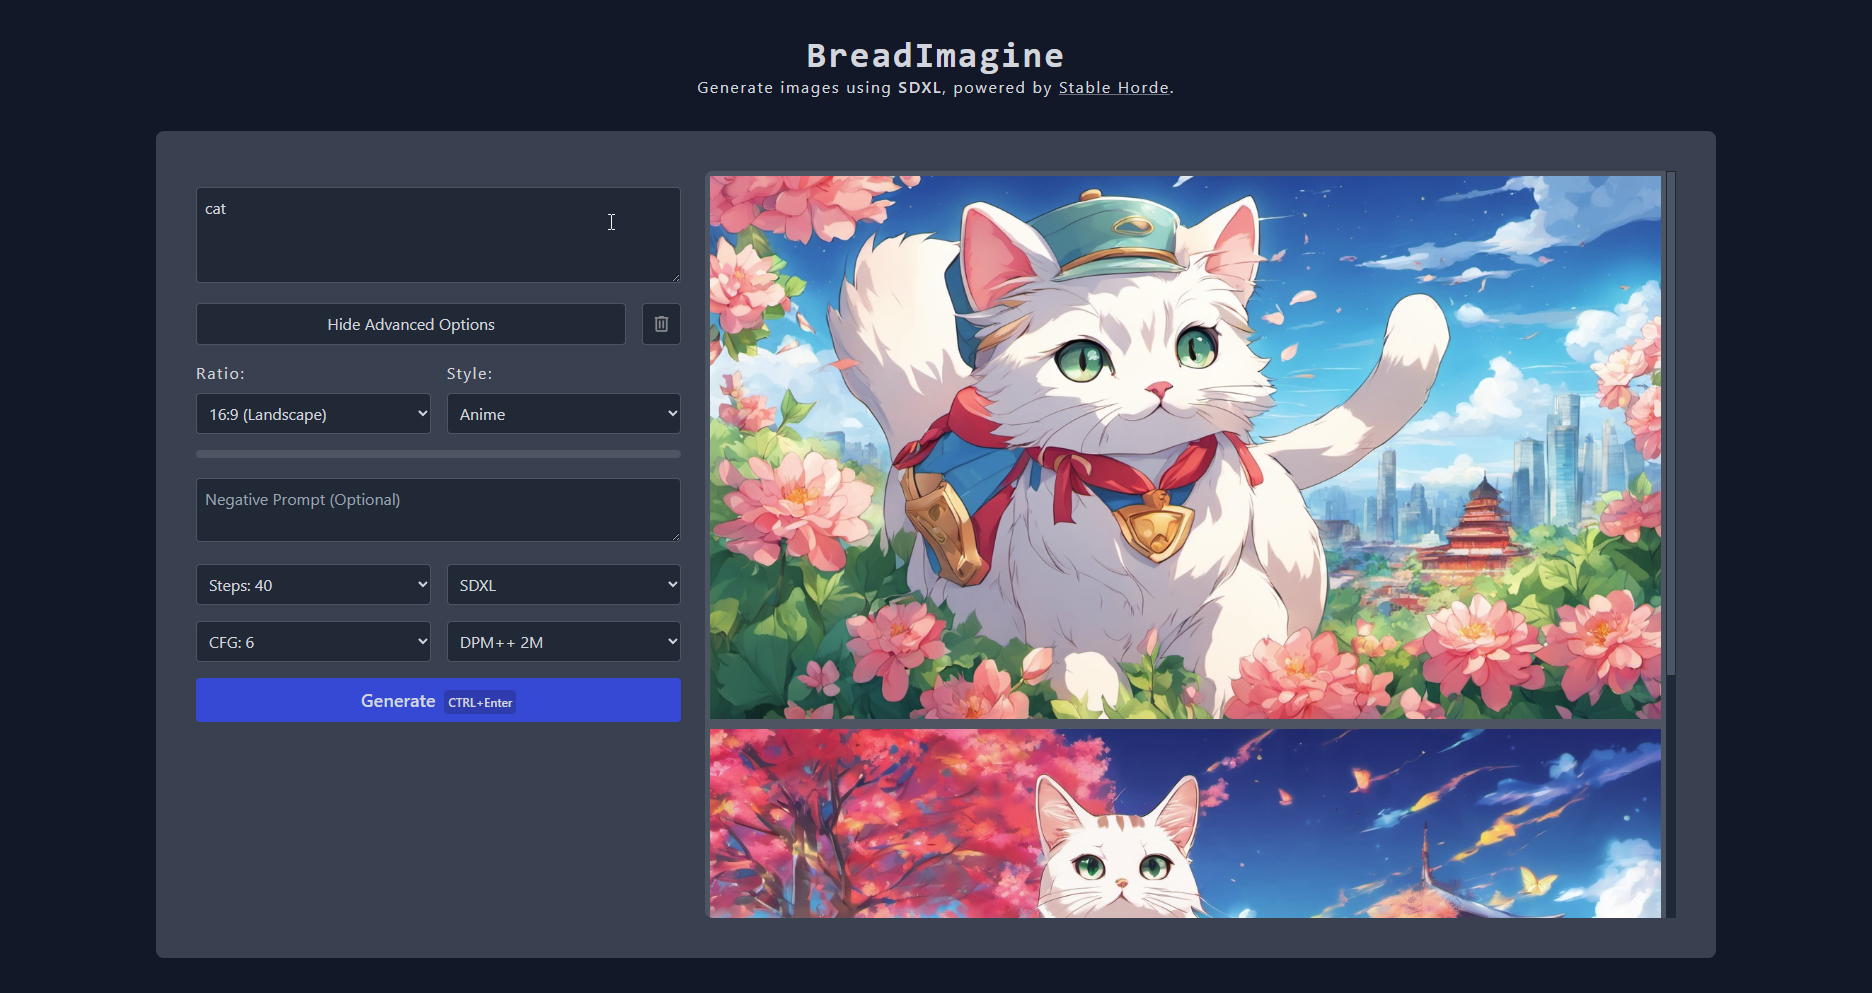 BreadImagine
Generate images using SDXL, powered by Stable Horde.
cat
Hide Advanced Options
Ratio:
Style:
16:9 (Landscape)
Anime
Negative Prompt (Optional)
Steps: 40
SDXL
CFG: 6
DPM++ 2M
Generate CTRL+Enter